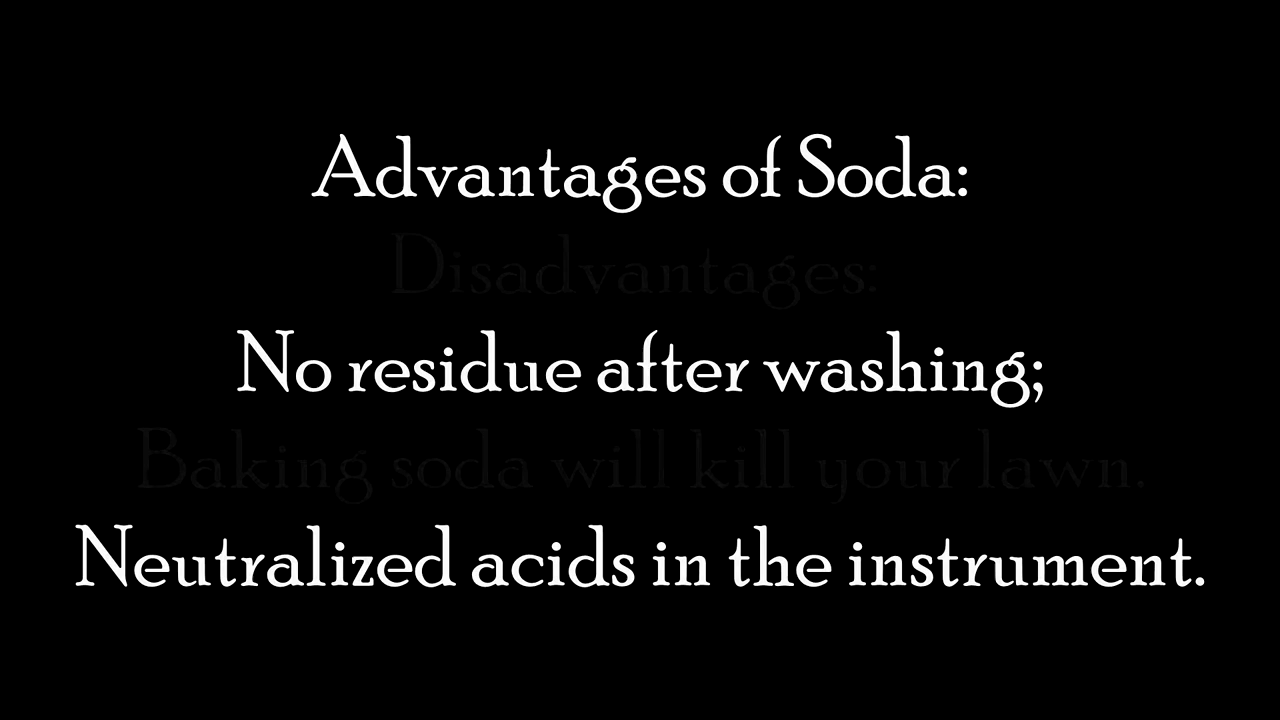 Advantages of Soda:
Disadvantages:
No residue after washing;
Baking soda will kill your lawn.
Neutralized acids in the instrument.